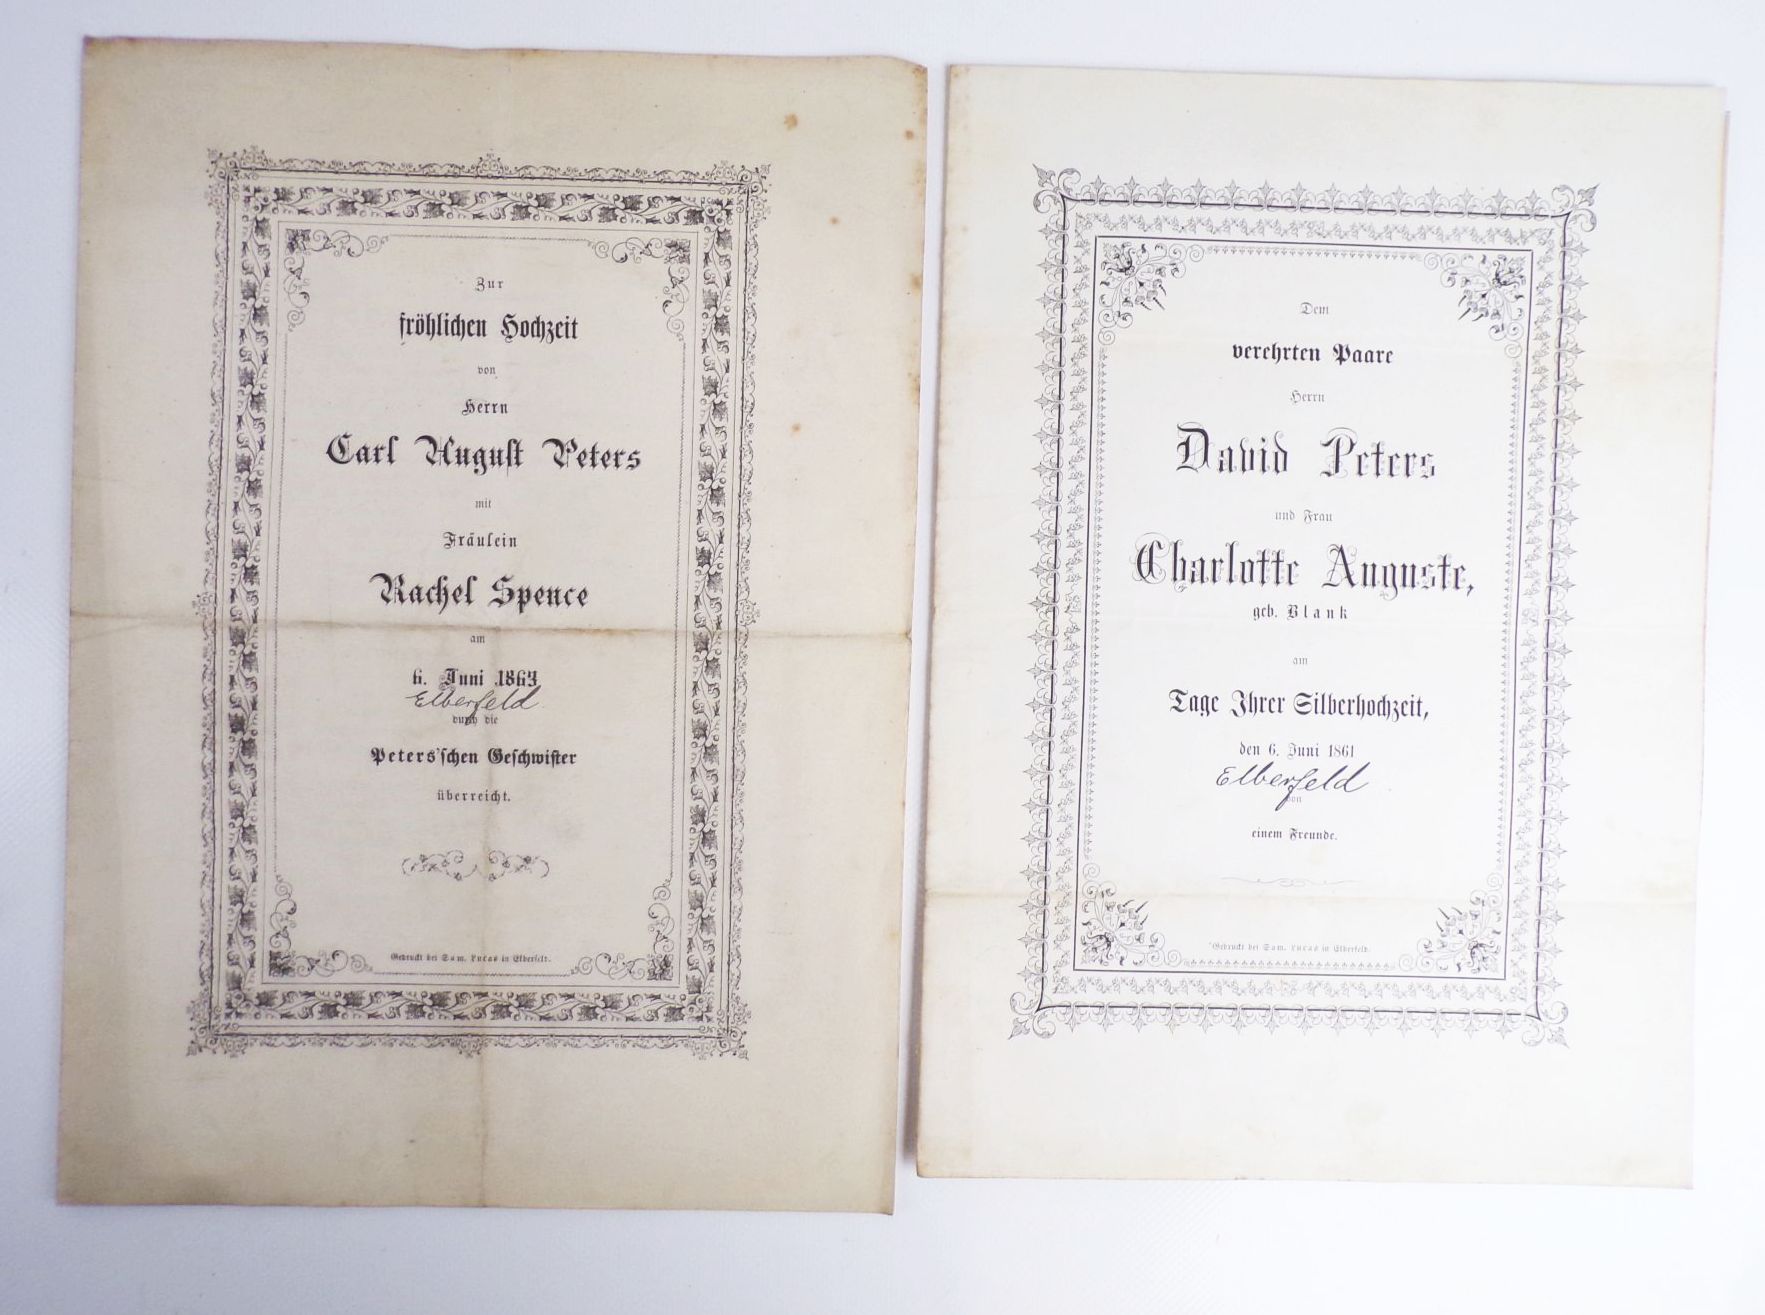 Zur
fröhlichen Hochzeit
von
Herrn
Carl August Peters
mit
Fräulein
Rachel Spence
am
6. Juni 1863
Elberfeld
durch die
Peters'schen Geschwister
überreicht.
Gedruckt bei Sam. Lucas in Elberfeld.
Dem
verehrten Paare
Herrn
David Peters
und Frau
Charlotte Auguste,
geb. Blank
am
Tage Ihrer Silberhochzeit,
den 6. Juni 1861
Elberfeld
von
einem Freunde.
Gedruckt bei Sam. Lucas in Elberfeld.